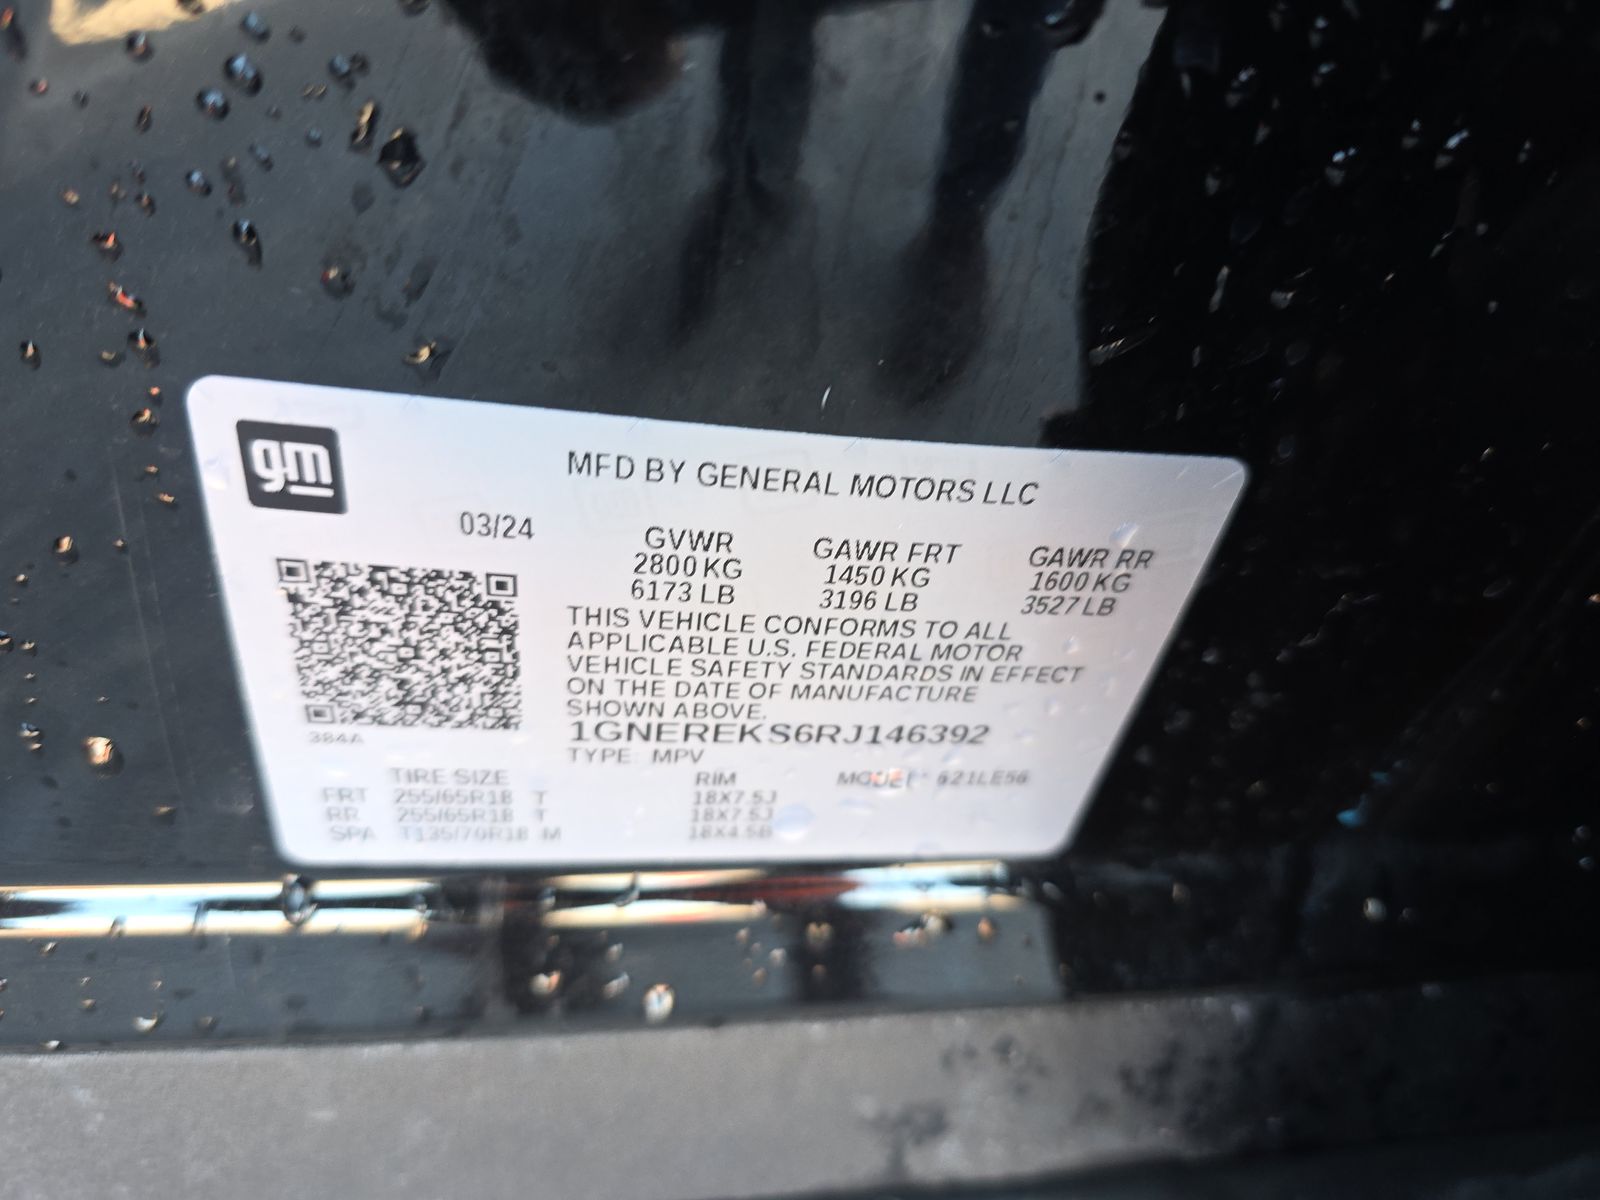 gm
MFD BY GENERAL MOTORS LLC
03/24
GVWR GAWR FRT GAWR RR
2800 KG 1450 KG 1600 KG
6173 LB 3196 LB 3527 LB
THIS VEHICLE CONFORMS TO ALL
APPLICABLE U.S. FEDERAL MOTOR
VEHICLE SAFETY STANDARDS IN EFFECT
ON THE DATE OF MANUFACTURE
SHOWN ABOVE.
384A
1GNEREKS6RJ146392
TYPE: MPV
TIRE SIZE RIM MODEL: 621LE56
FRT 255/65R18 T 18X7.5J
RR 255/65R18 T 18X7.5J
SPA T135/70R18 M 18X4.5B